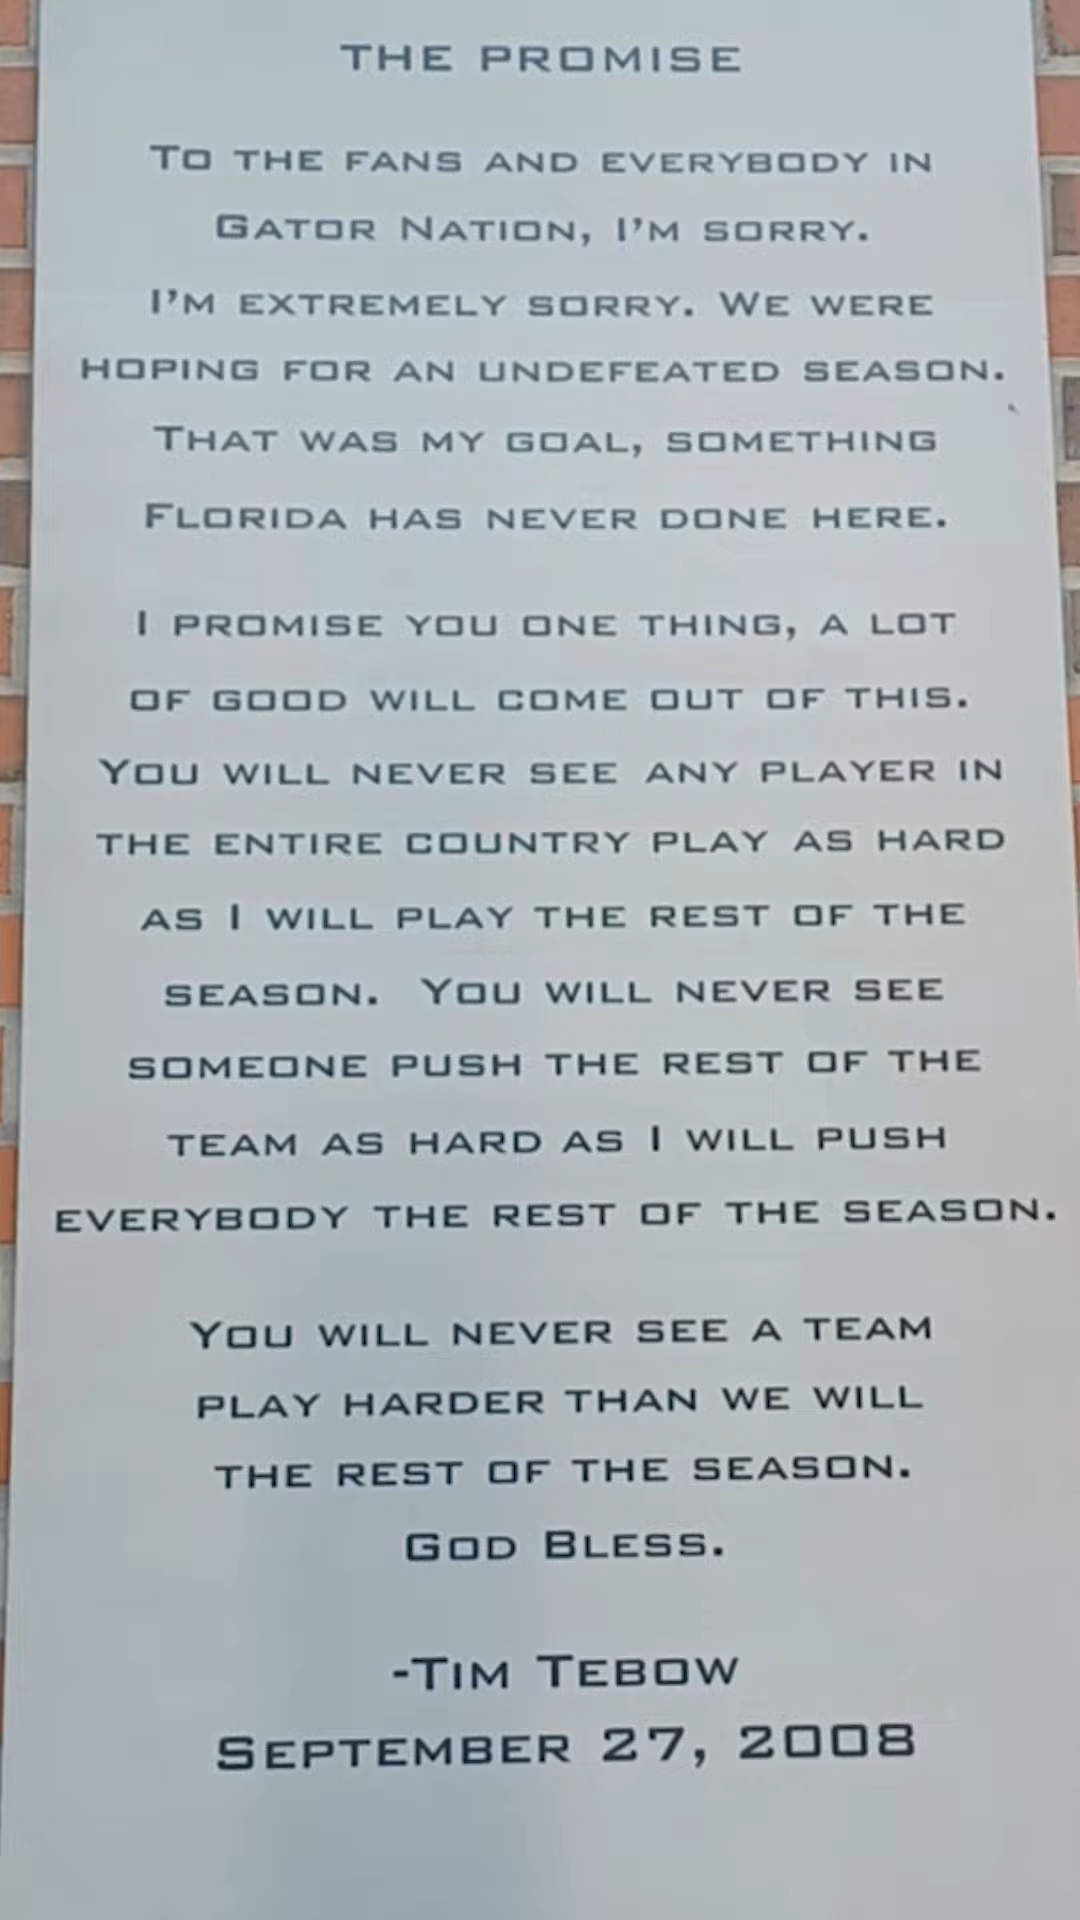 THE PROMISE
TO THE FANS AND EVERYBODY IN
GATOR NATION, I'M SORRY.
I'M EXTREMELY SORRY. WE WERE
HOPING FOR AN UNDEFEATED SEASON.
THAT WAS MY GOAL, SOMETHING
FLORIDA HAS NEVER DONE HERE.
I PROMISE YOU ONE THING, A LOT
OF GOOD WILL COME OUT OF THIS.
YOU WILL NEVER SEE ANY PLAYER IN
THE ENTIRE COUNTRY PLAY AS HARD
AS I WILL PLAY THE REST OF THE
SEASON. YOU WILL NEVER SEE
SOMEONE PUSH THE REST OF THE
TEAM AS HARD AS I WILL PUSH
EVERYBODY THE REST OF THE SEASON.
YOU WILL NEVER SEE A TEAM
PLAY HARDER THAN WE WILL
THE REST OF THE SEASON.
GOD BLESS.
-TIM TEBOW
SEPTEMBER 27, 2008